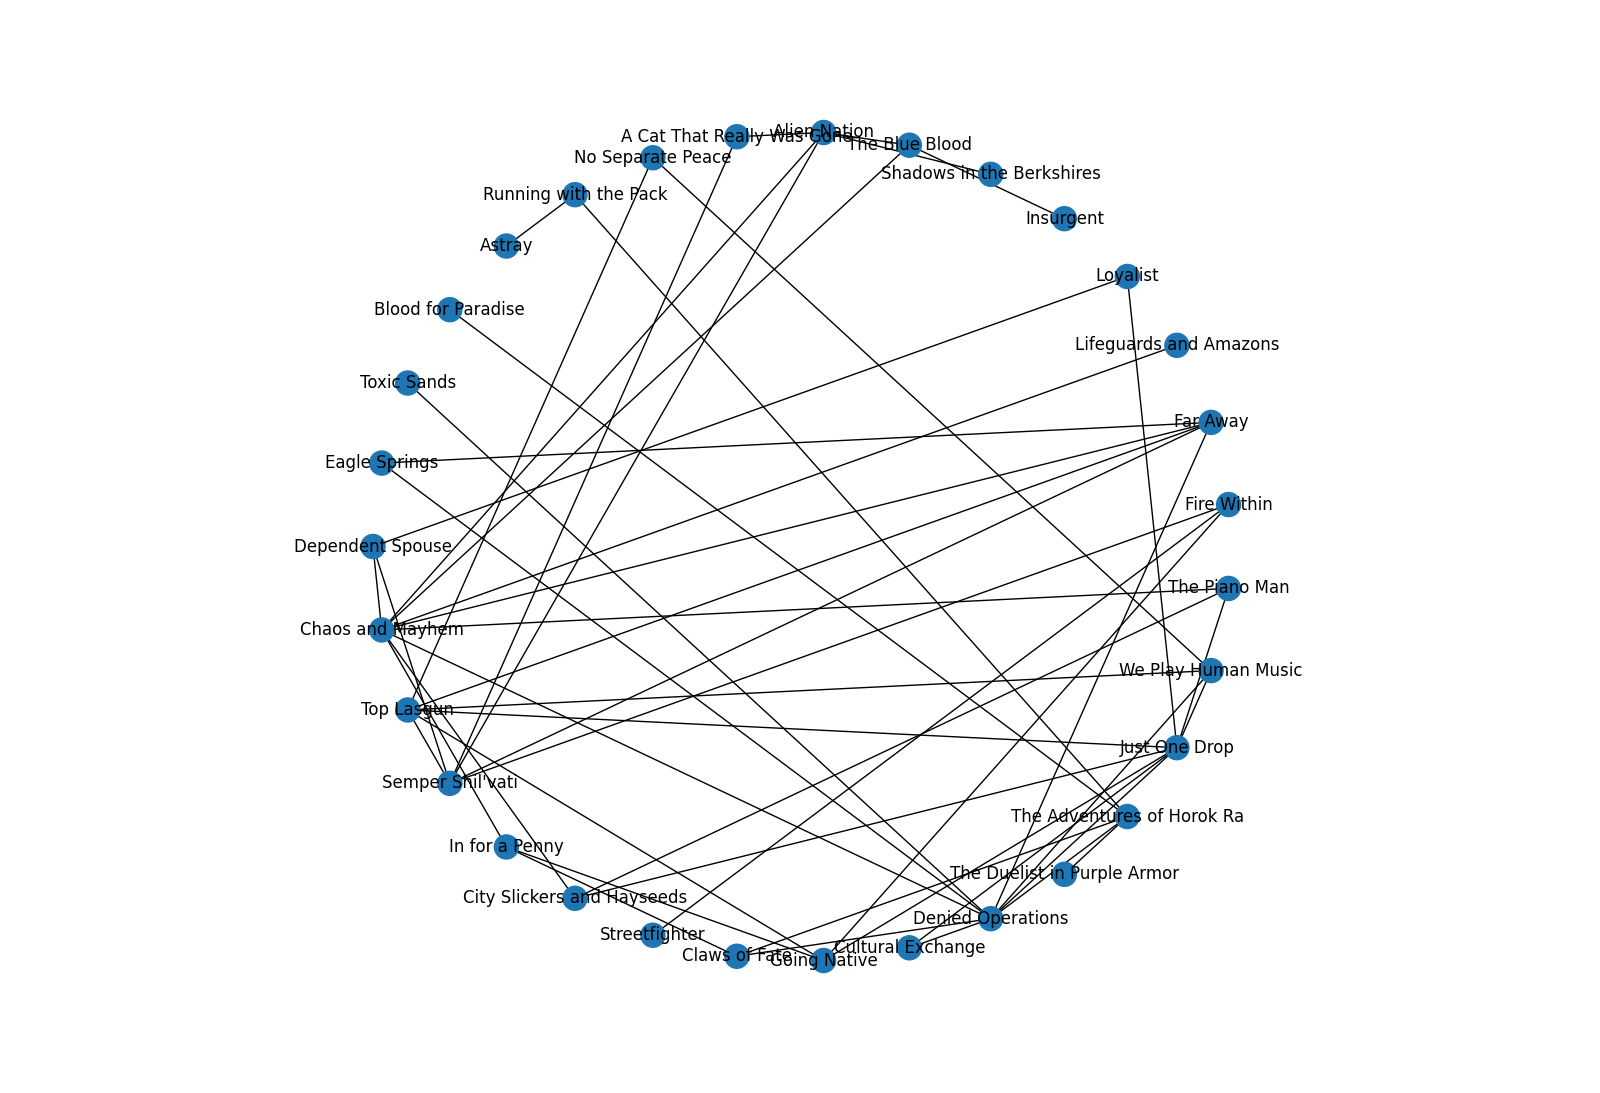 Alien Nation
A Cat That Really Was Gone
The Blue Blood
No Separate Peace
Shadows in the Berkshires
Running with the Pack
Insurgent
Astray
Loyalist
Blood for Paradise
Lifeguards and Amazons
Toxic Sands
Far Away
Eagle Springs
Fire Within
Dependent Spouse
The Piano Man
Chaos and Mayhem
We Play Human Music
Top Lasgun
Just One Drop
Semper Shil'vati
The Adventures of Horok Ra
In for a Penny
The Duelist in Purple Armor
City Slickers and Hayseeds
Denied Operations
Streetfighter
Cultural Exchange
Claws of Fate
Going Native